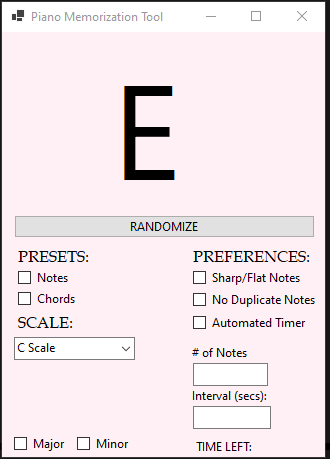 Piano Memorization Tool
E
RANDOMIZE
PRESETS:
Notes
Chords
SCALE:
C Scale
Major
Minor
PREFERENCES:
Sharp/Flat Notes
No Duplicate Notes
Automated Timer
# of Notes
Interval (secs):
TIME LEFT: